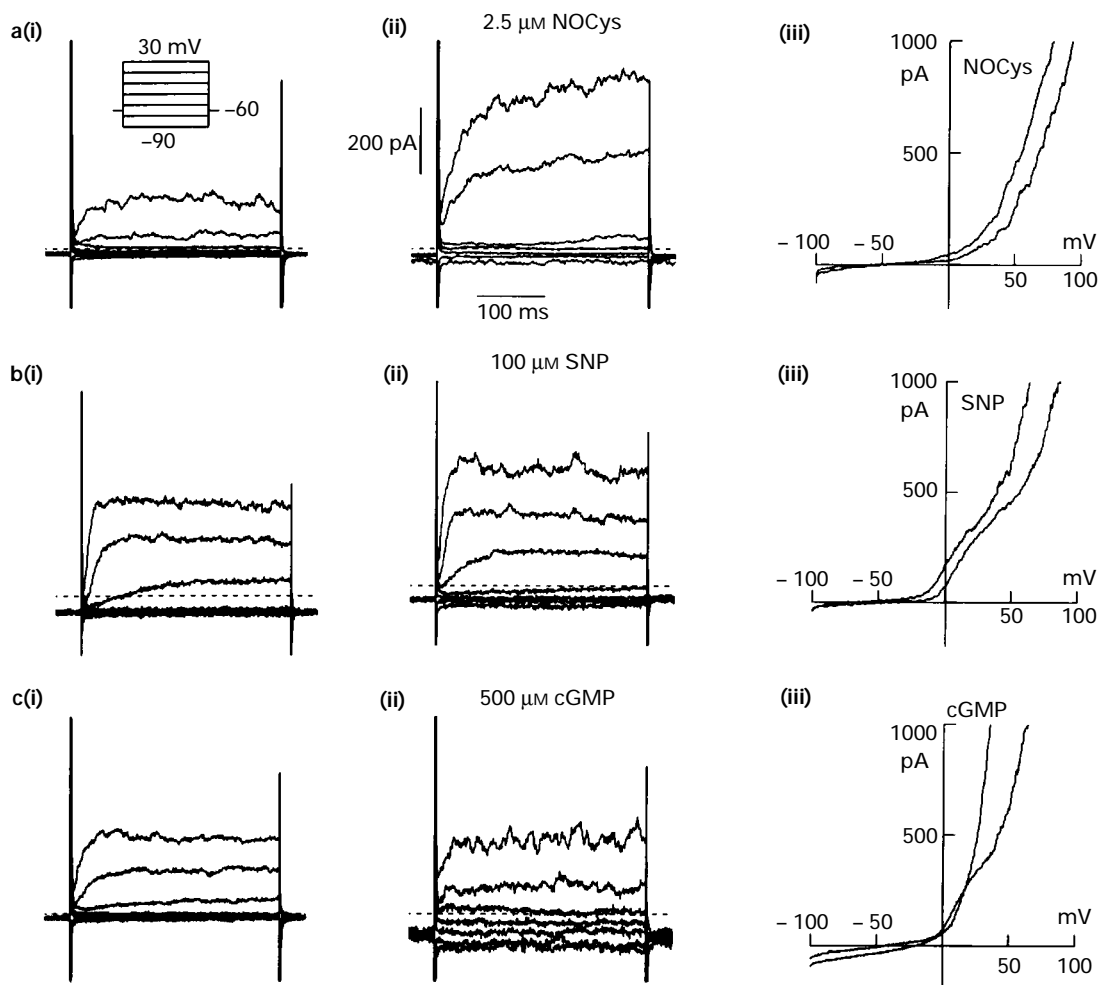 a(i)
30 mV
–60
–90
(ii)
2.5 μM NOCys
200 pA
100 ms
(iii)
1000
pA
NOCys
500
– 100
– 50
mV
50
100
b(i)
(ii)
100 μM SNP
(iii)
1000
pA
SNP
500
– 100
– 50
mV
50
100
c(i)
(ii)
500 μM cGMP
(iii)
cGMP
1000
pA
500
– 100
– 50
mV
50
100